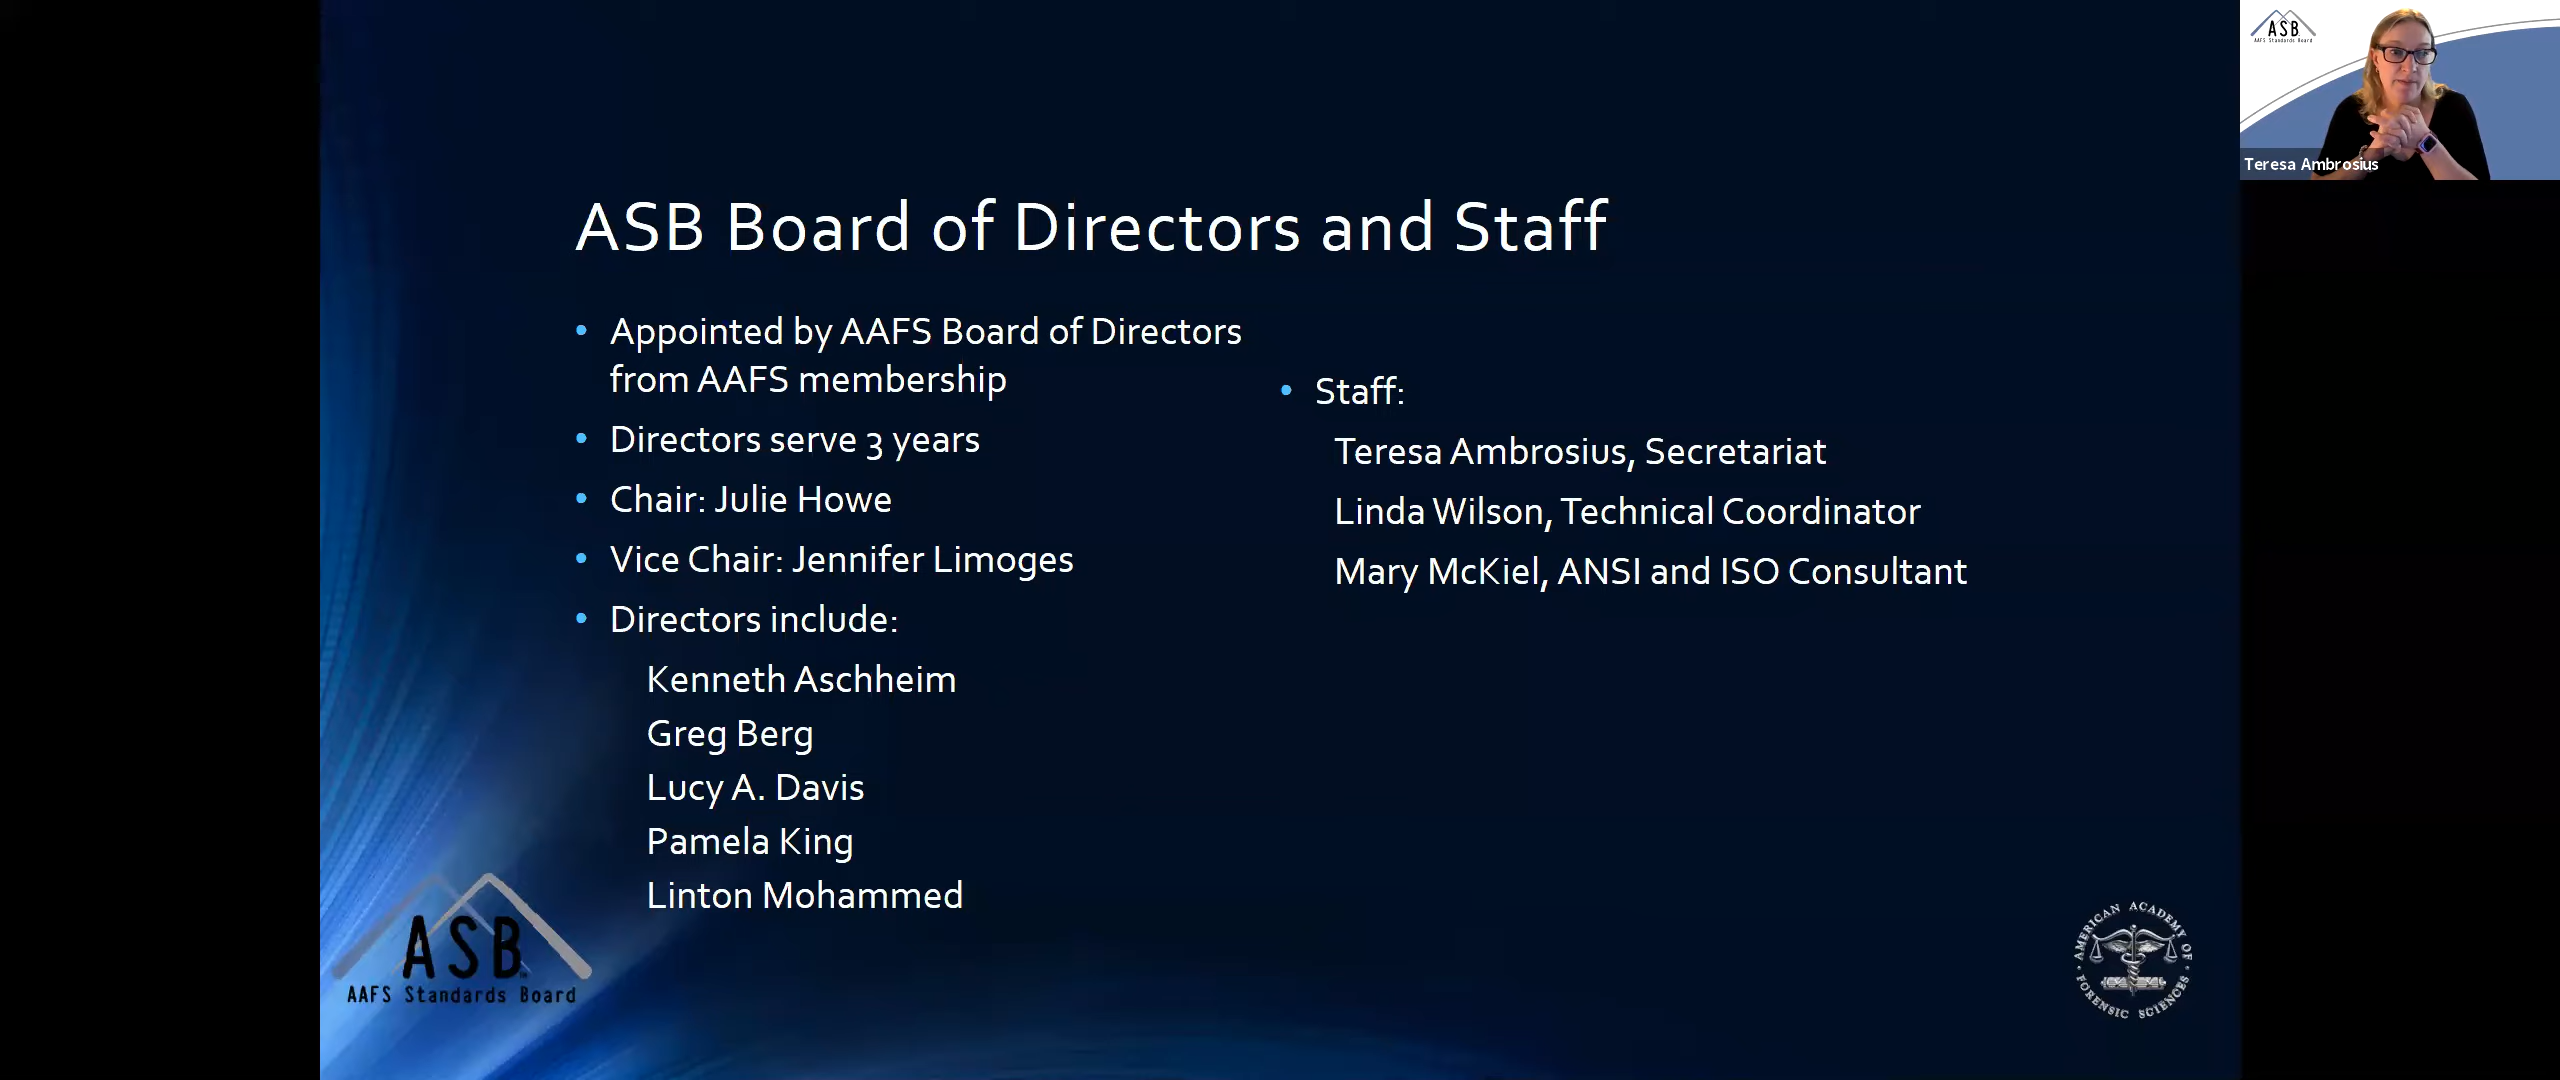 ASB Board of Directors and Staff
Appointed by AAFS Board of Directors
from AAFS membership
Directors serve 3 years
Chair: Julie Howe
Vice Chair: Jennifer Limoges
Directors include:
Kenneth Aschheim
Greg Berg
Lucy A. Davis
Pamela King
Linton Mohammed
Staff:
Teresa Ambrosius, Secretariat
Linda Wilson, Technical Coordinator
Mary McKiel, ANSI and ISO Consultant
ASB
AAFS Standards Board
AMERICAN ACADEMY OF
FORENSIC SCIENCES
ASB
AAFS Standards Board
Teresa Ambrosius